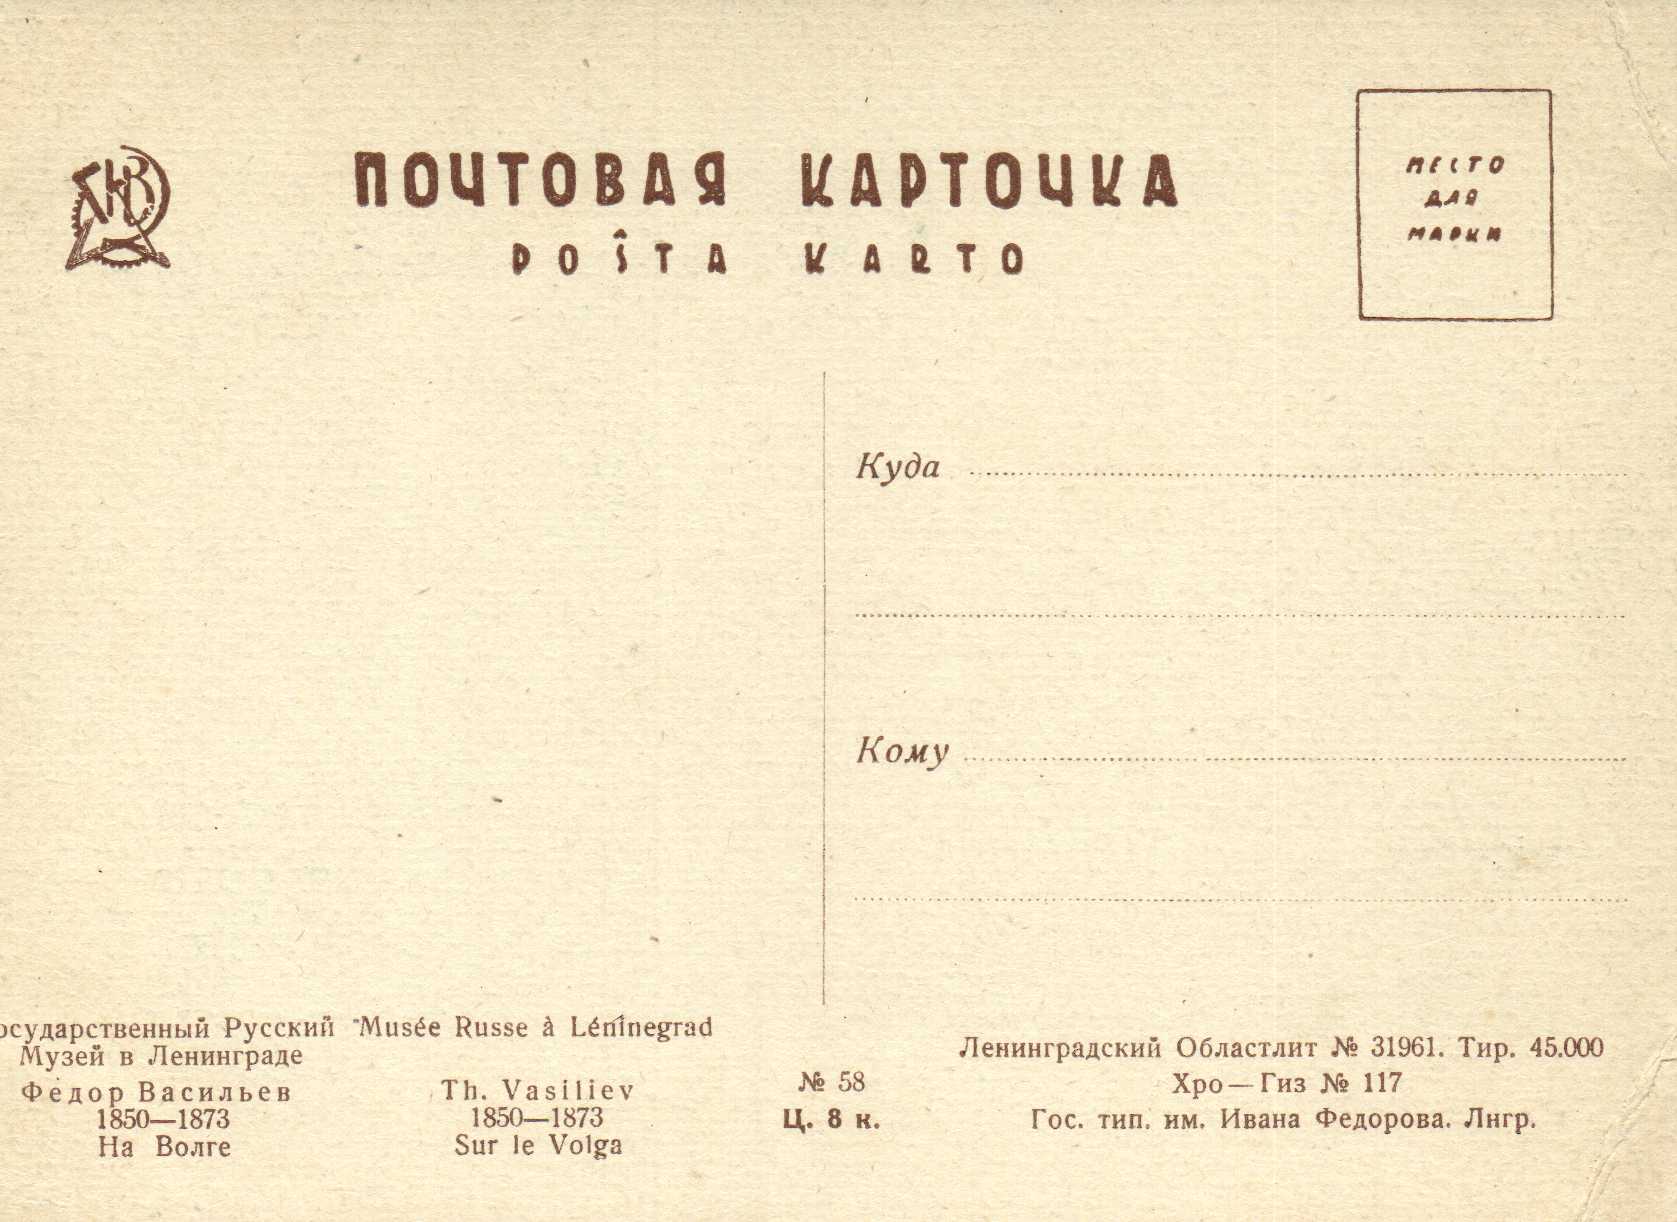 ПОЧТОВАЯ КАРТОЧКА
POŜTA KARTO
МЕСТО
ДЛЯ
МАРКИ
Куда
Кому
осударственный Русский
Музей в Ленинграде
Федор Васильев
1850—1873
На Волге
Musée Russe à Léninegrad
Th. Vasiliev
1850—1873
Sur le Volga
№ 58
Ц. 8 к.
Ленинградский Областлит № 31961. Тир. 45.000
Хро—Гиз № 117
Гос. тип. им. Ивана Федорова. Лнгр.